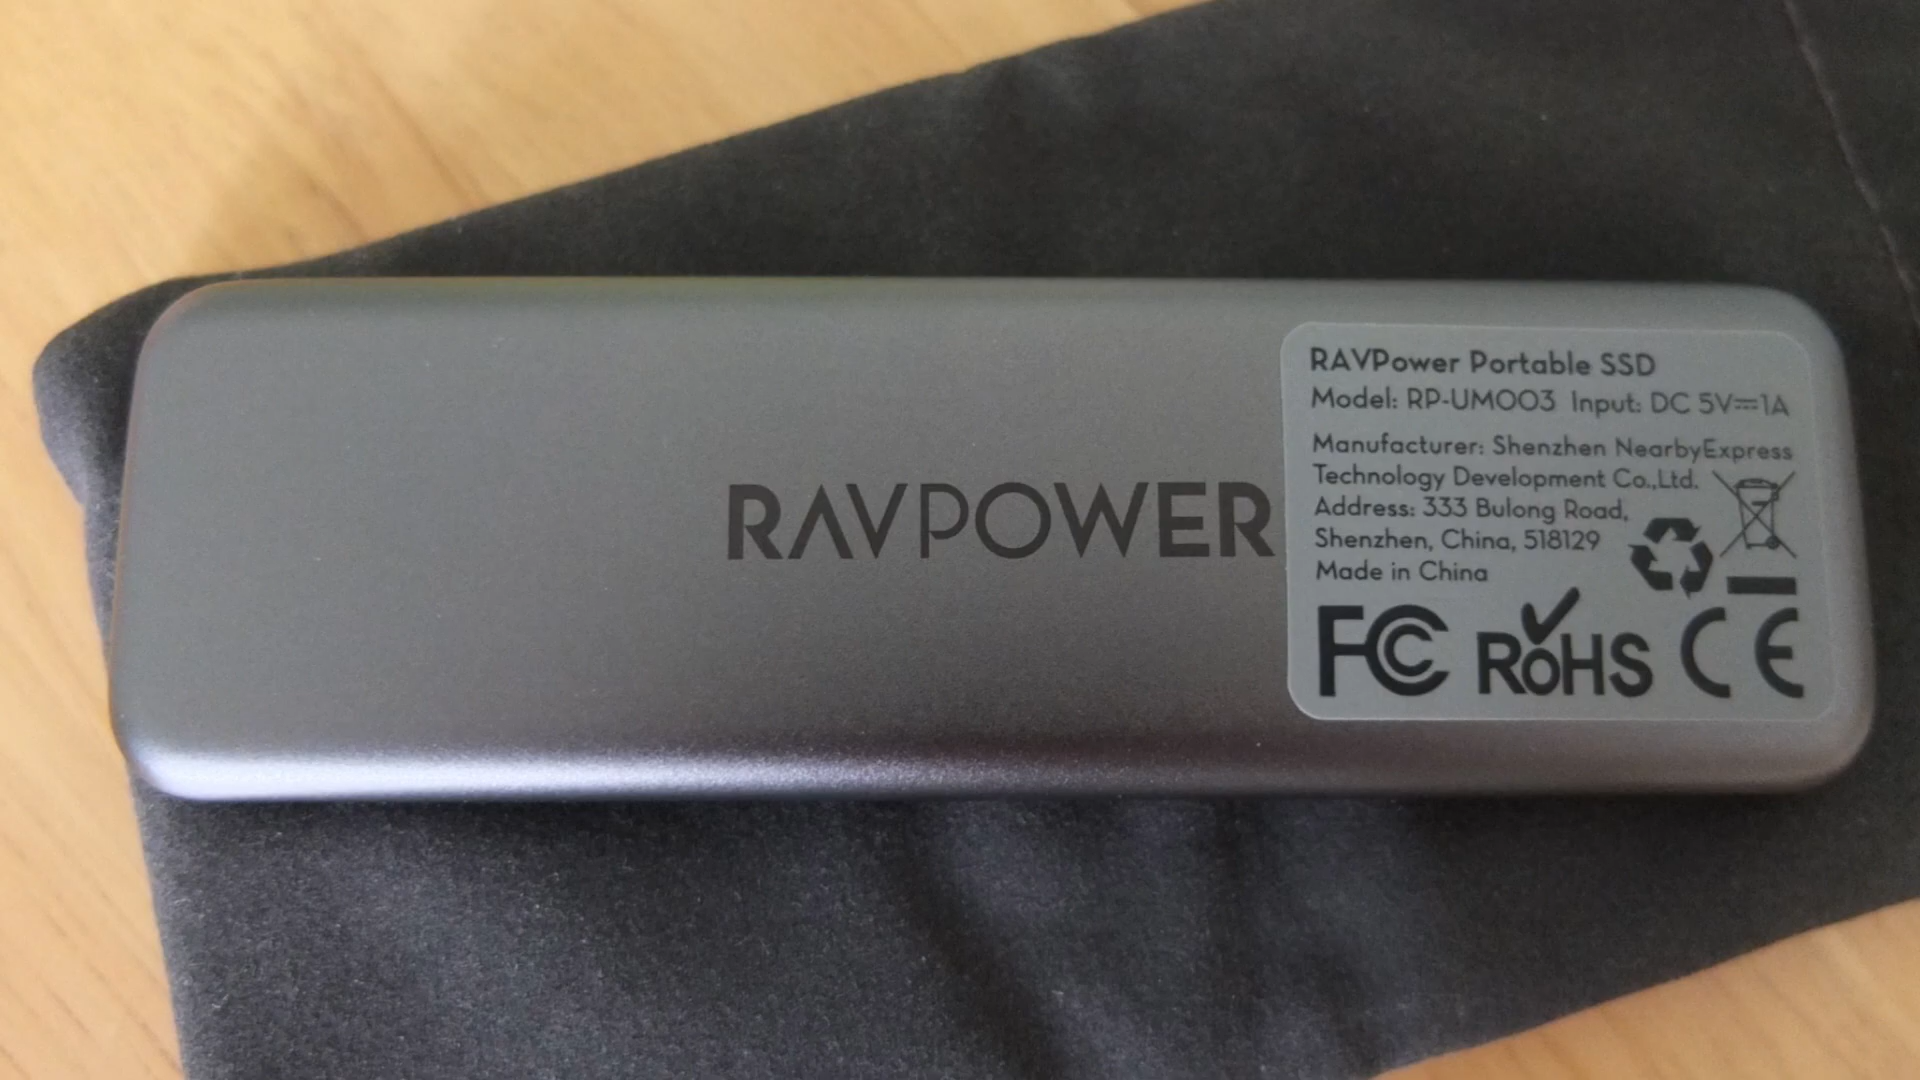 RAVPOWER
RAVPower Portable SSD
Model: RP-UM003 Input: DC 5V⎓1A
Manufacturer: Shenzhen NearbyExpress
Technology Development Co.,Ltd.
Address: 333 Bulong Road,
Shenzhen, China, 518129
Made in China
FC RoHS CE